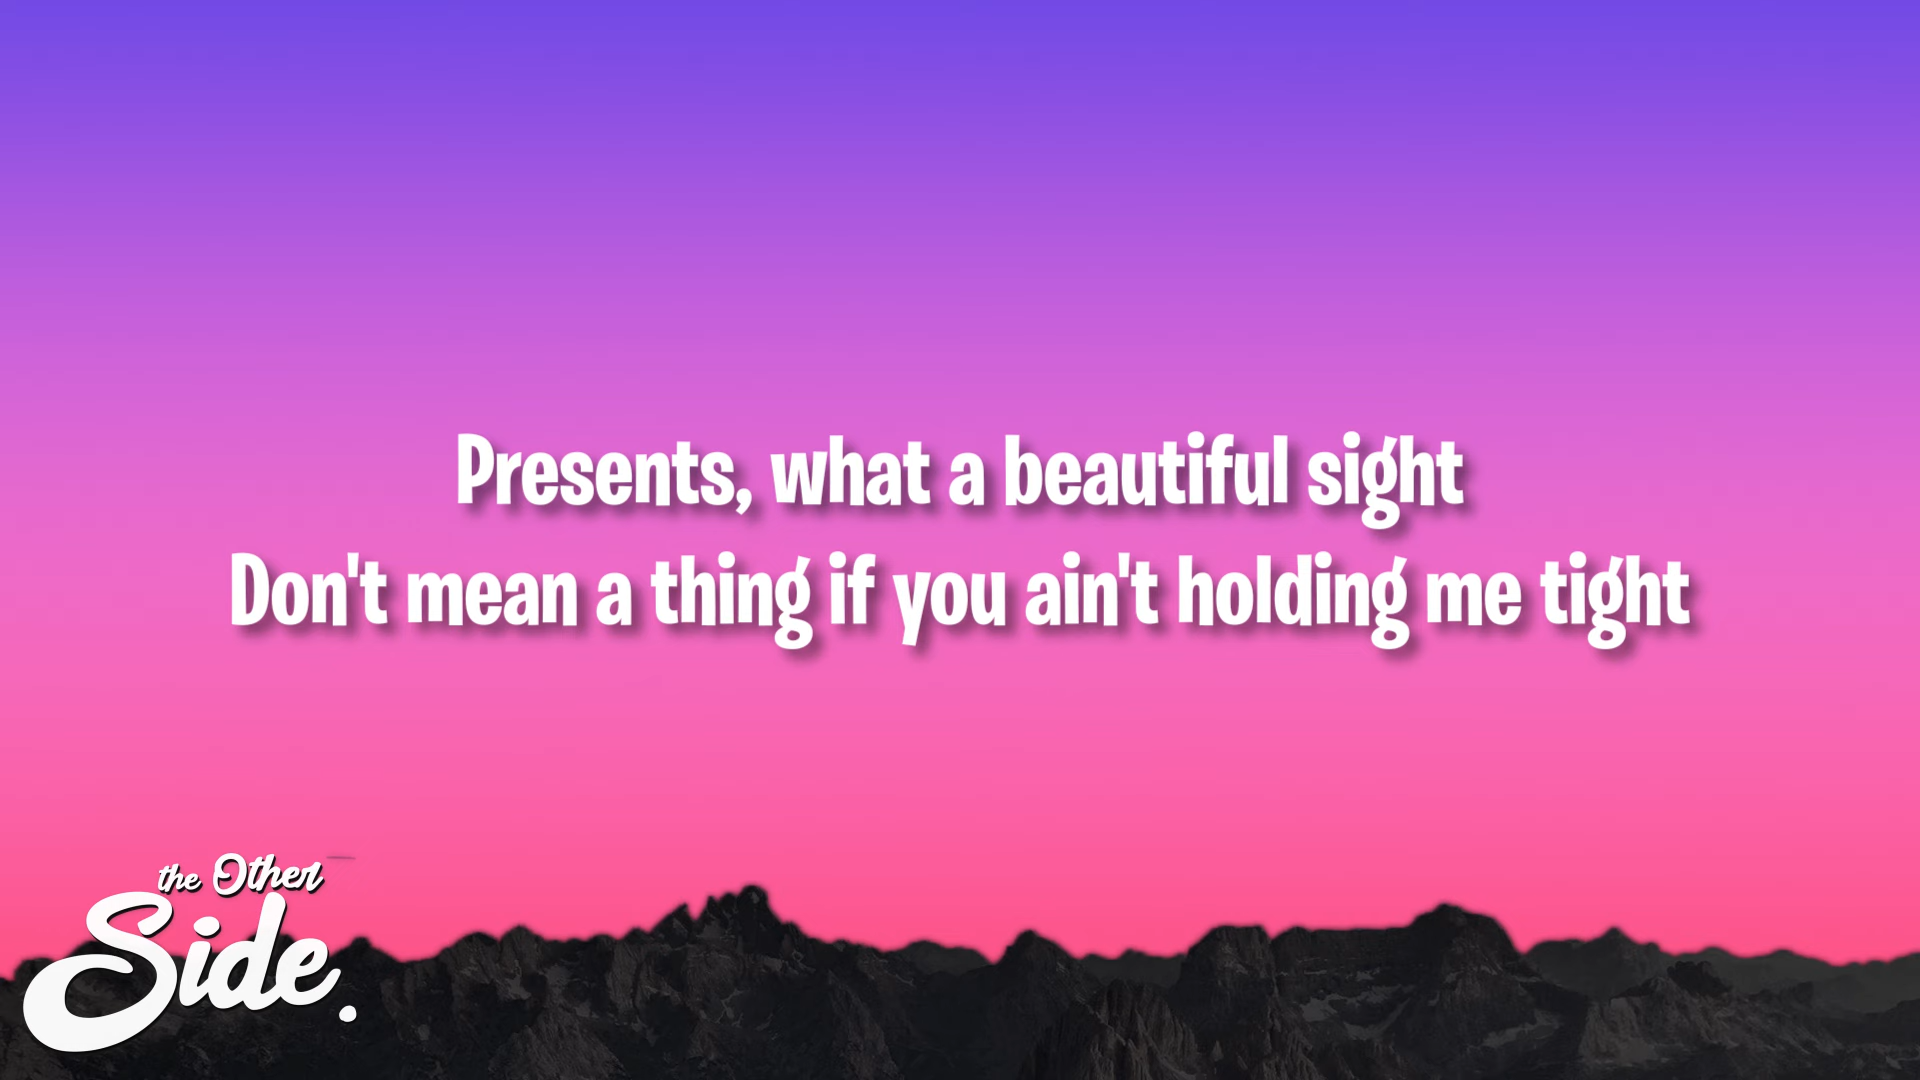 Presents, what a beautiful sight
Don't mean a thing if you ain't holding me tight
the Other
Side.